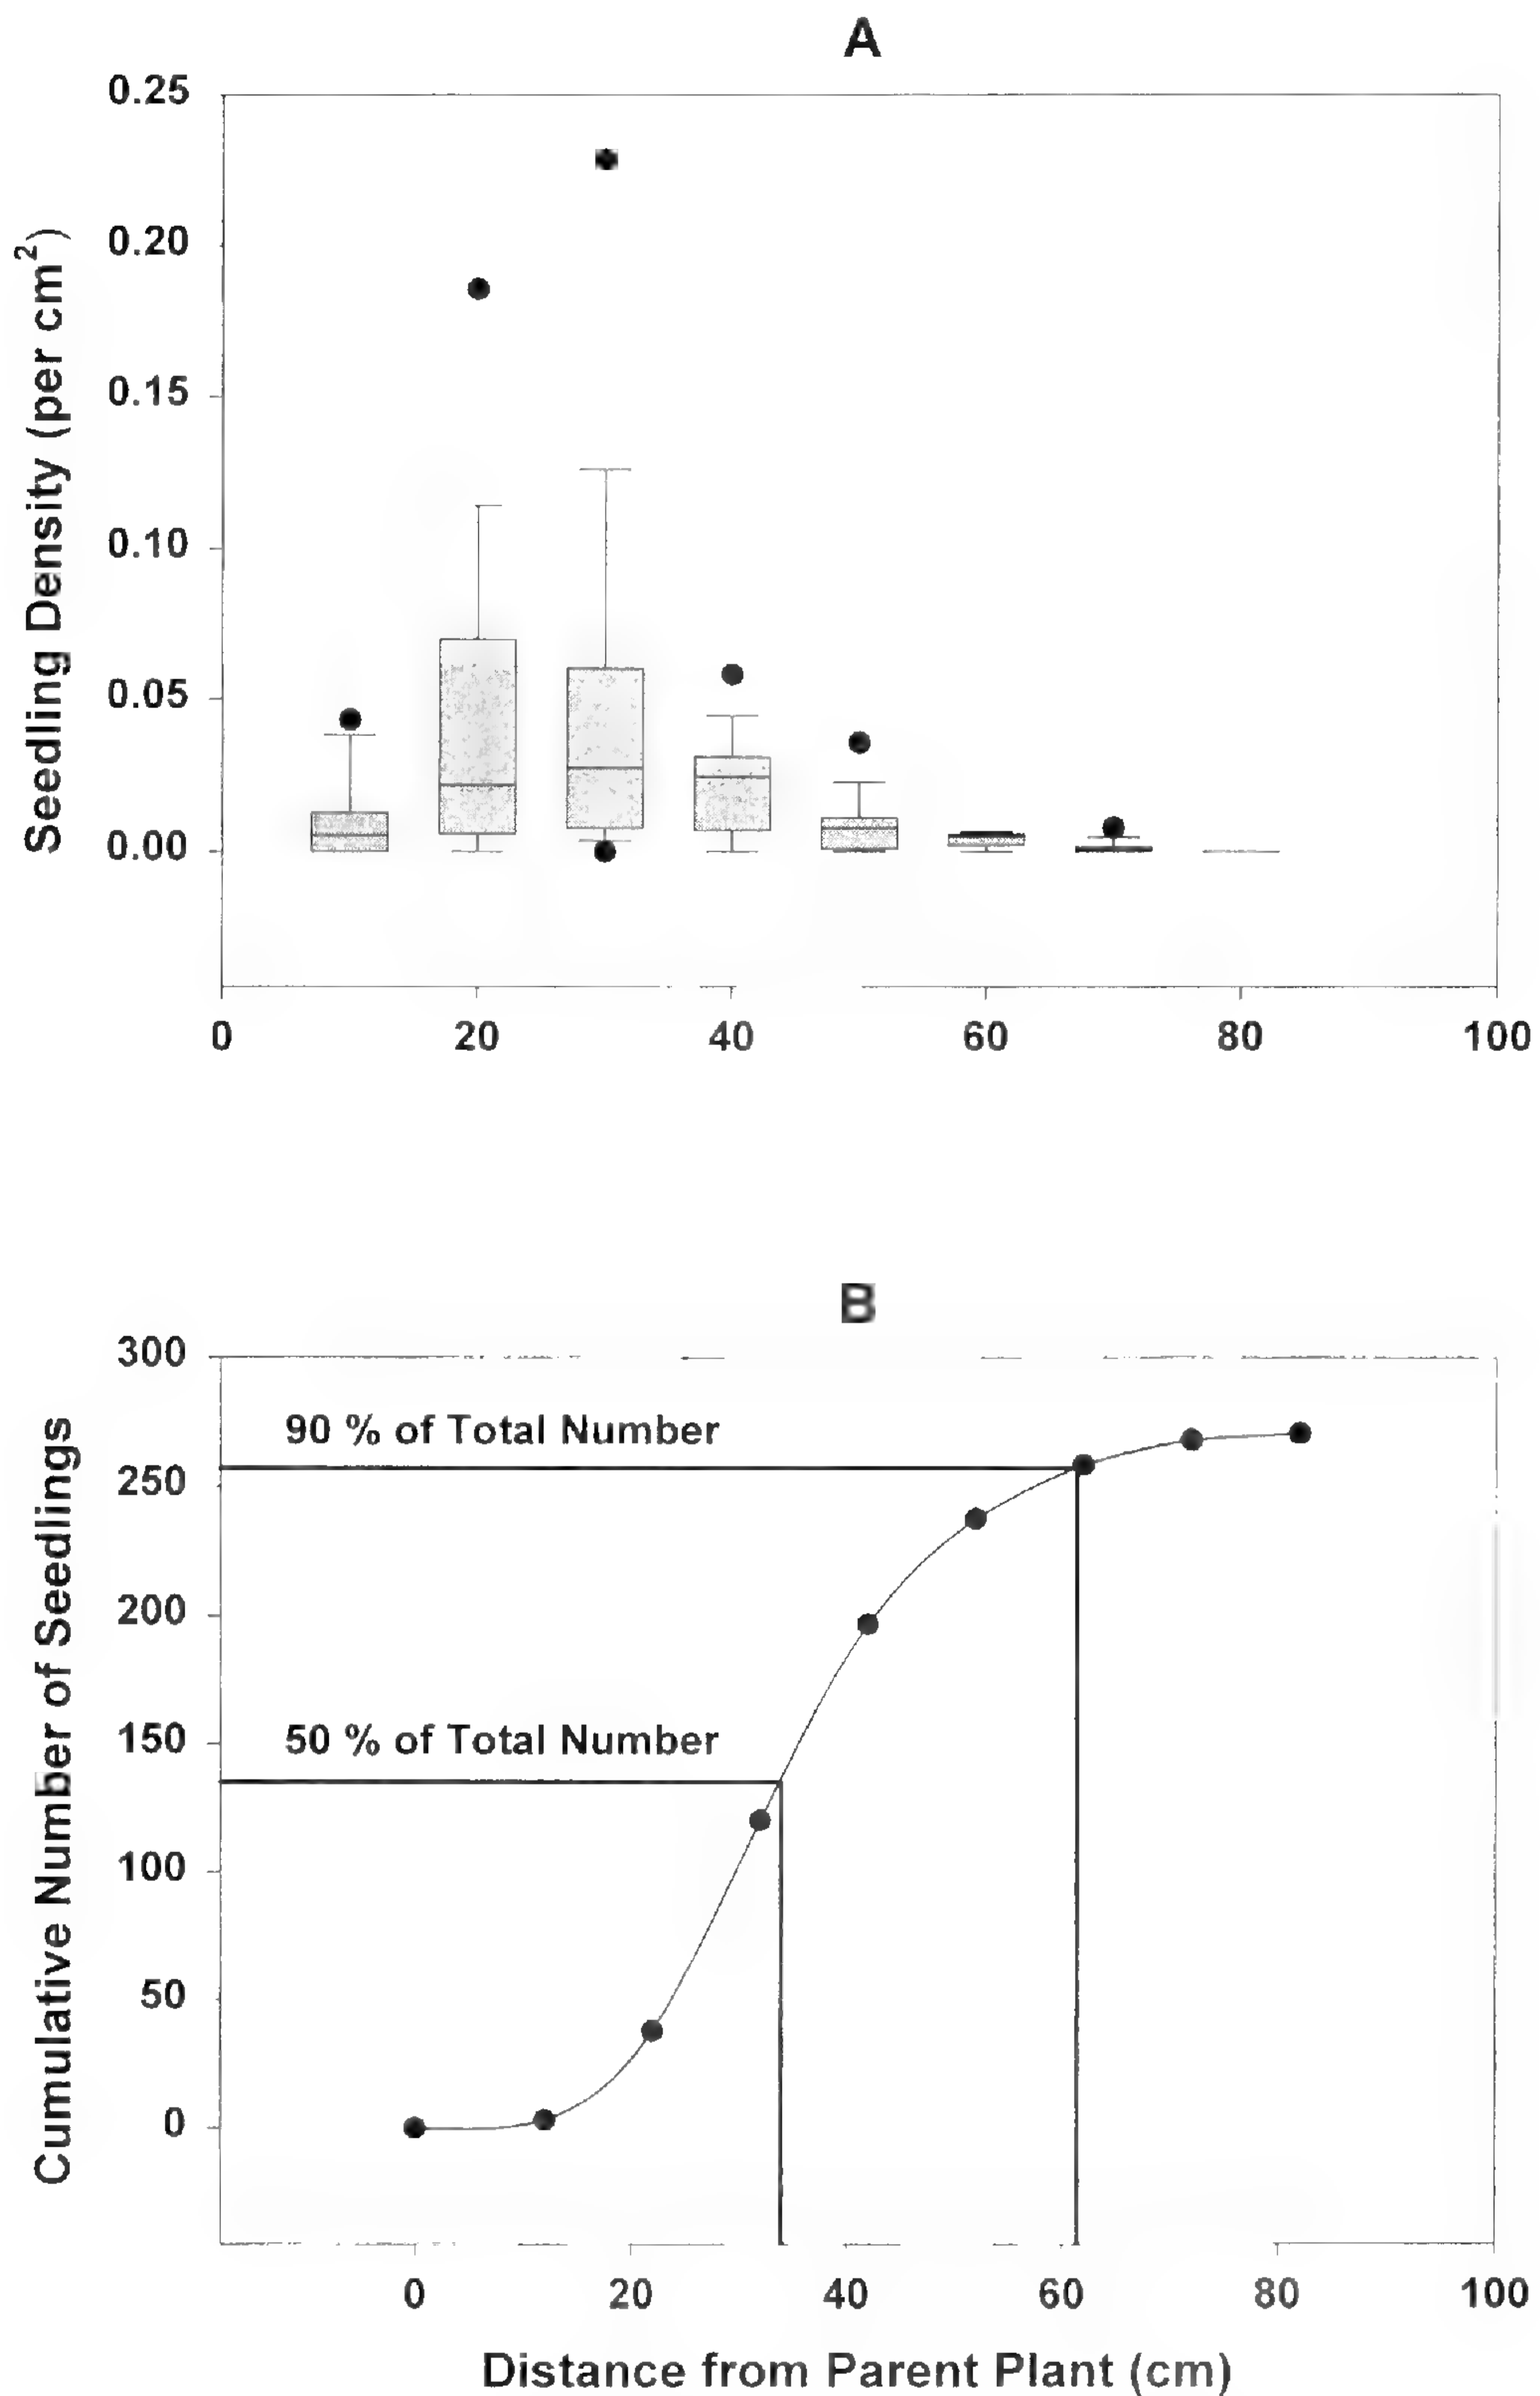 A
0.25
0.20
0.15
0.10
0.05
0.00
Seedling Density (per cm²)
0 20 40 60 80 100
B
300
250
200
150
100
50
0
Cumulative Number of Seedlings
90 % of Total Number
50 % of Total Number
0 20 40 60 80 100
Distance from Parent Plant (cm)